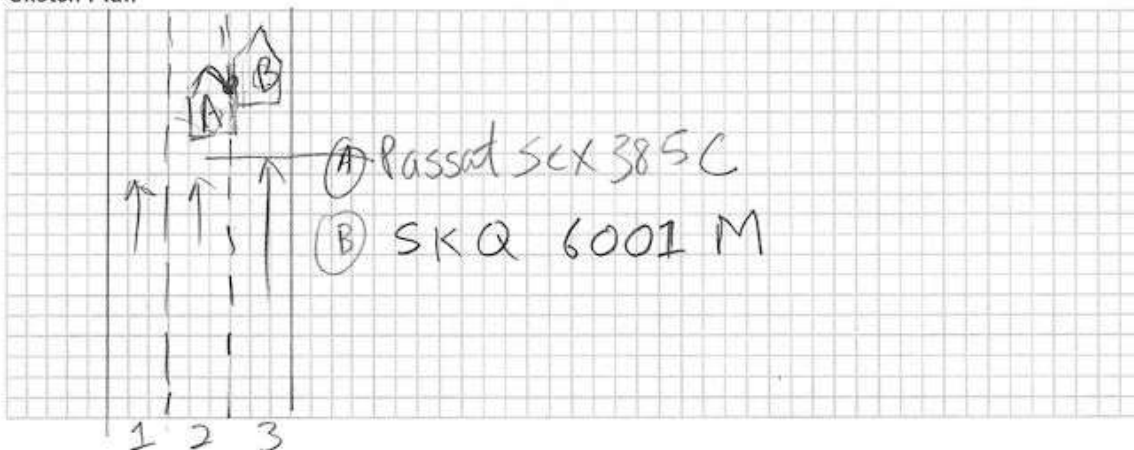 Sketch Plan
B
A
A Passat SCX 385C
B SKQ 6001 M
1 2 3